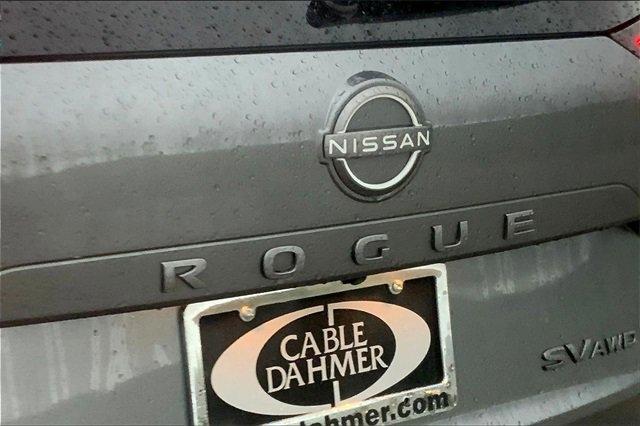 NISSAN
ROGUE
CABLE
DAHMER
SV AWD
dahmer.com